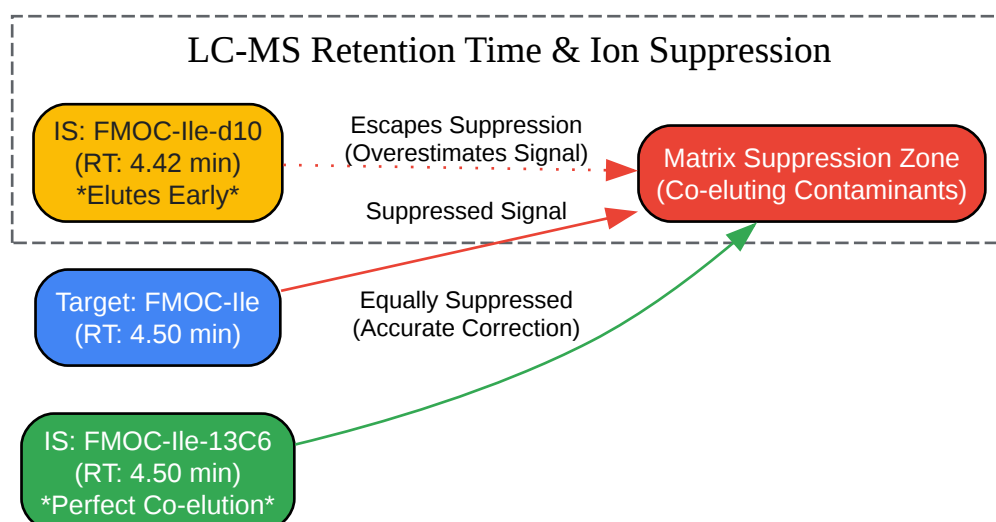 LC-MS Retention Time & Ion Suppression
IS: FMOC-Ile-d10
(RT: 4.42 min)
*Elutes Early*
Escapes Suppression
(Overestimates Signal)
Matrix Suppression Zone
(Co-eluting Contaminants)
Suppressed Signal
Target: FMOC-Ile
(RT: 4.50 min)
Equally Suppressed
(Accurate Correction)
IS: FMOC-Ile-13C6
(RT: 4.50 min)
*Perfect Co-elution*